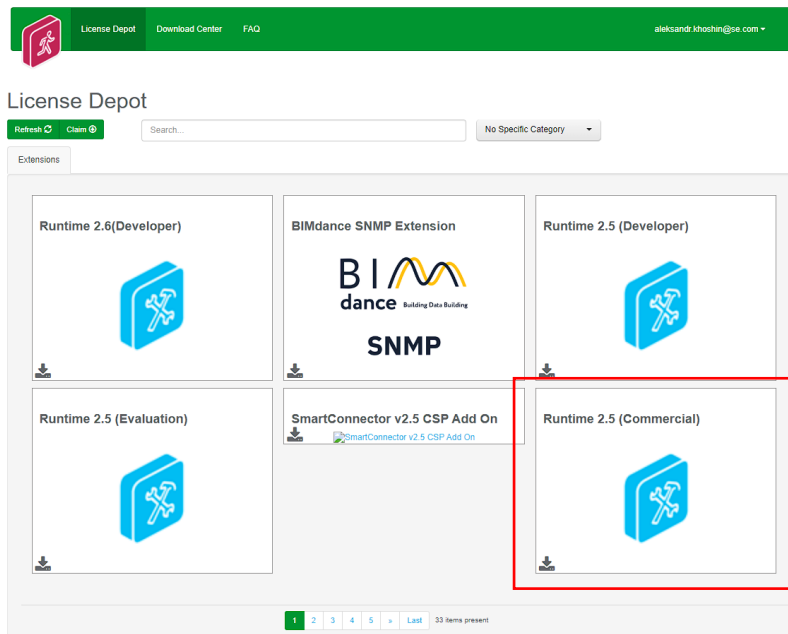 License Depot
Download Center
FAQ
aleksandr.khoshin@se.com
License Depot
Refresh
Claim
Search...
No Specific Category
Extensions
Runtime 2.6(Developer)
BIMdance SNMP Extension
Runtime 2.5 (Developer)
BIM
dance Building Data Building
SNMP
Runtime 2.5 (Evaluation)
SmartConnector v2.5 CSP Add On
Runtime 2.5 (Commercial)
SmartConnector v2.5 CSP Add On
1 2 3 4 5 » Last 33 items present